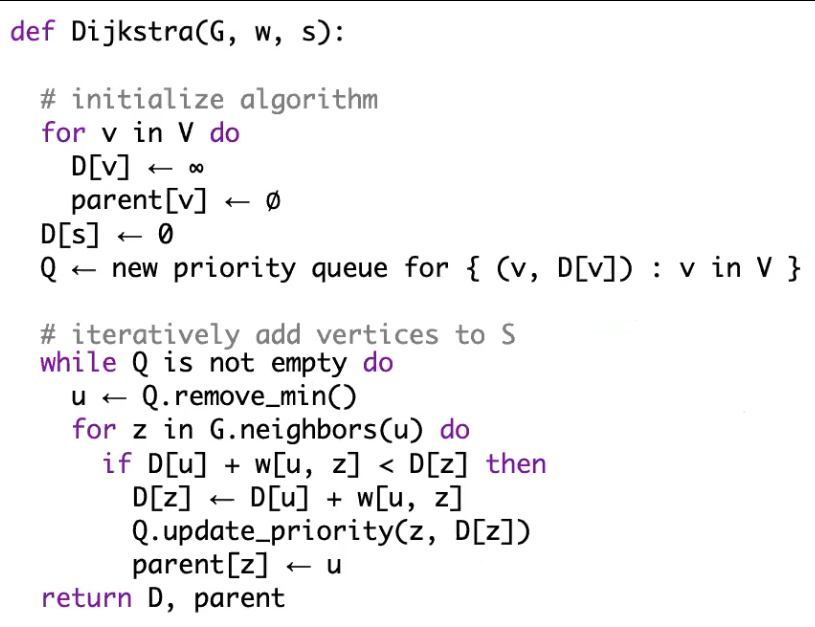 def Dijkstra(G, w, s):
# initialize algorithm
for v in V do
D[v] ← ∞
parent[v] ← ∅
D[s] ← 0
Q ← new priority queue for { (v, D[v]) : v in V }
# iteratively add vertices to S
while Q is not empty do
u ← Q.remove_min()
for z in G.neighbors(u) do
if D[u] + w[u, z] < D[z] then
D[z] ← D[u] + w[u, z]
Q.update_priority(z, D[z])
parent[z] ← u
return D, parent